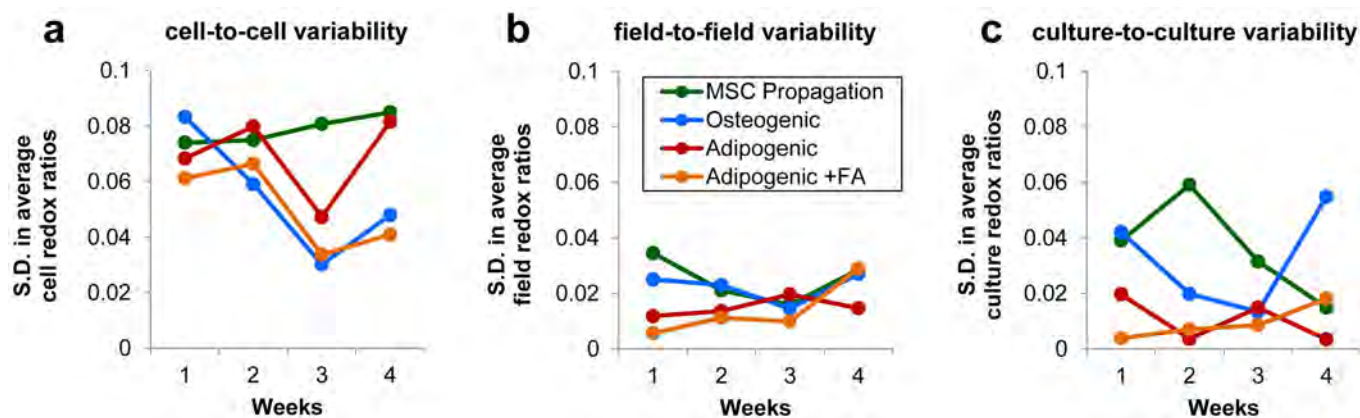 a cell-to-cell variability
S.D. in average
cell redox ratios
0.1
0.08
0.06
0.04
0.02
0
1 2 3 4
Weeks
b field-to-field variability
S.D. in average
field redox ratios
0.1
0.08
0.06
0.04
0.02
0
MSC Propagation
Osteogenic
Adipogenic
Adipogenic +FA
1 2 3 4
Weeks
c culture-to-culture variability
S.D. in average
culture redox ratios
0.1
0.08
0.06
0.04
0.02
0
1 2 3 4
Weeks